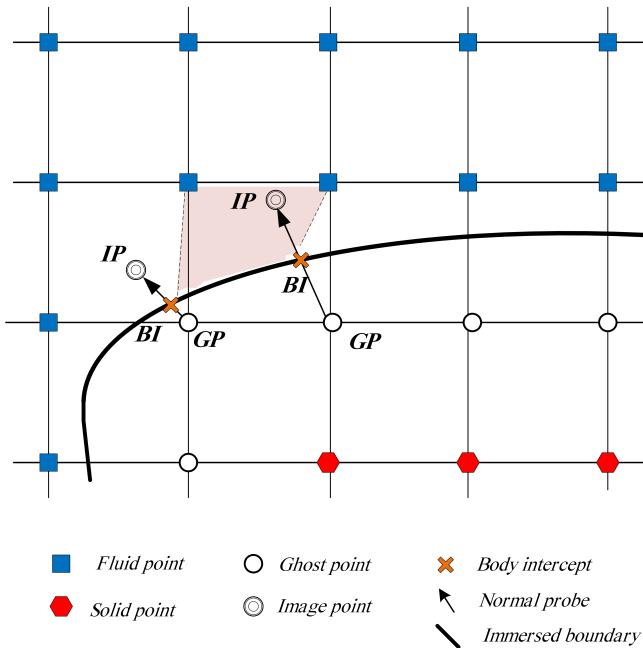 IP
IP
BI
BI
GP
GP
Fluid point
Ghost point
Body intercept
Solid point
Image point
Normal probe
Immersed boundary